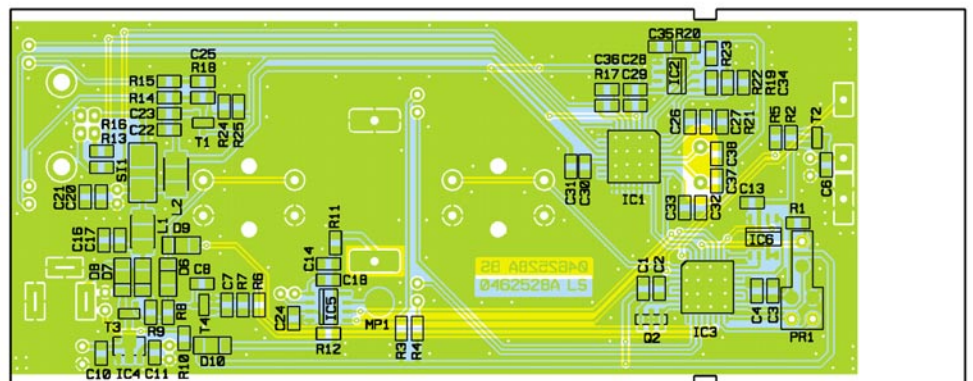 C35 R20
C25
R18
R15
R14
C23
C22
R24
R25
R16
R13
SI1
T1
C21
C20
L2
C16
C17
L1
D9
D8
D7
D6
C8
C7
R7
R6
T3
R9
R8
T4
R10
D10
C10
IC4
C11
R11
C14
C18
C24
IC5
R12
MP1
R3
R4
C36 C28
R17 C29
IC2
R23
R22
R19
C34
C26
C27
R21
C38
C37
C33
C32
C31
C30
IC1
R5
R2
T2
C6
C13
R1
IC6
0462528A BS
0462528A LS
C1
C2
IC3
Q2
C4
C3
PR1